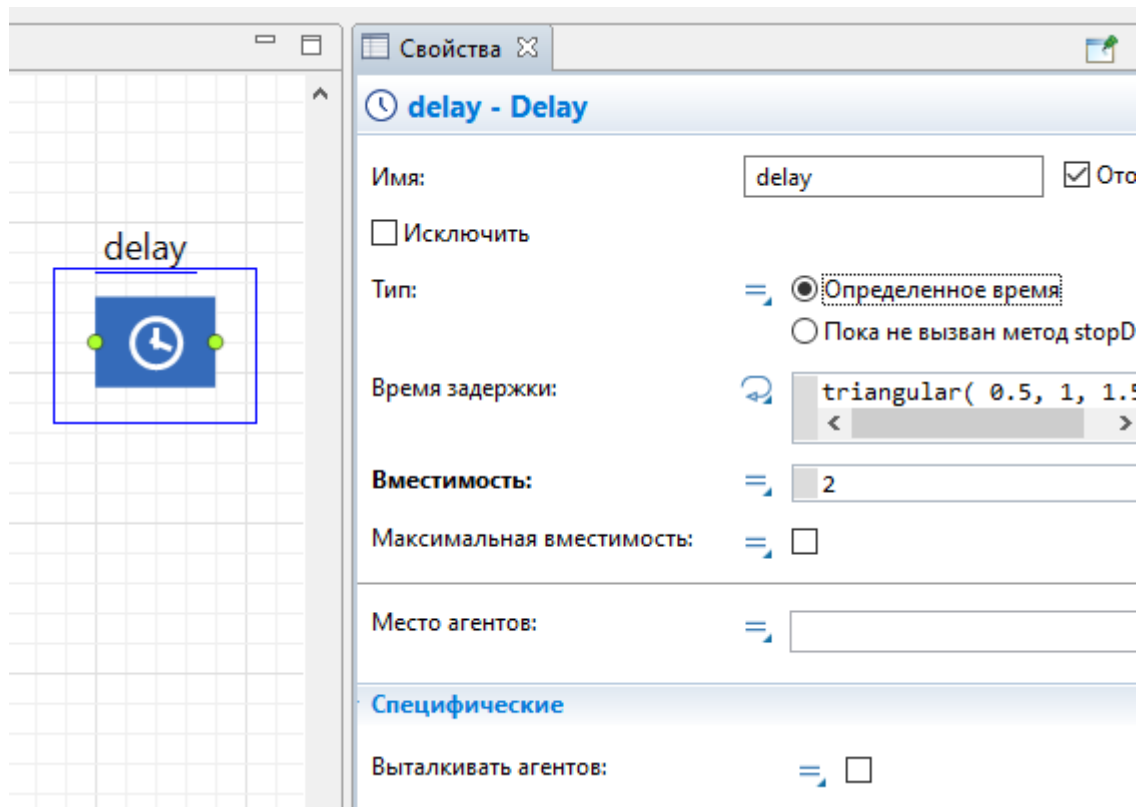 Свойства
delay - Delay
delay
Имя:
delay
Ото
Исключить
Тип:
Определенное время
Пока не вызван метод stopD
Время задержки:
triangular( 0.5, 1, 1.5
Вместимость:
2
Максимальная вместимость:
Место агентов:
Специфические
Выталкивать агентов: